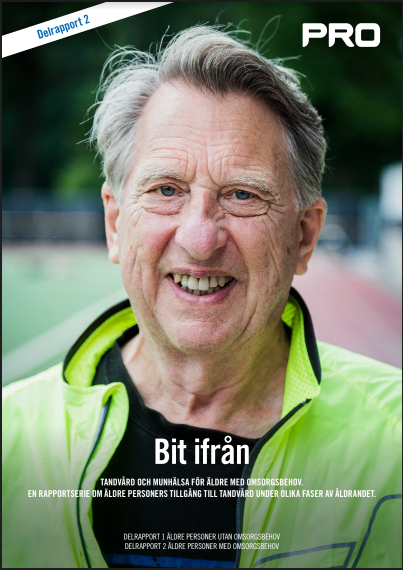 Delrapport 2
PRO
Bit ifrån
TANDVÅRD OCH MUNHÄLSA FÖR ÄLDRE MED OMSORGSBEHOV.
EN RAPPORTSERIE OM ÄLDRE PERSONERS TILLGÅNG TILL TANDVÅRD UNDER OLIKA FASER AV ÅLDRANDET.
DELRAPPORT 1 ÄLDRE PERSONER UTAN OMSORGSBEHOV
DELRAPPORT 2 ÄLDRE PERSONER MED OMSORGSBEHOV